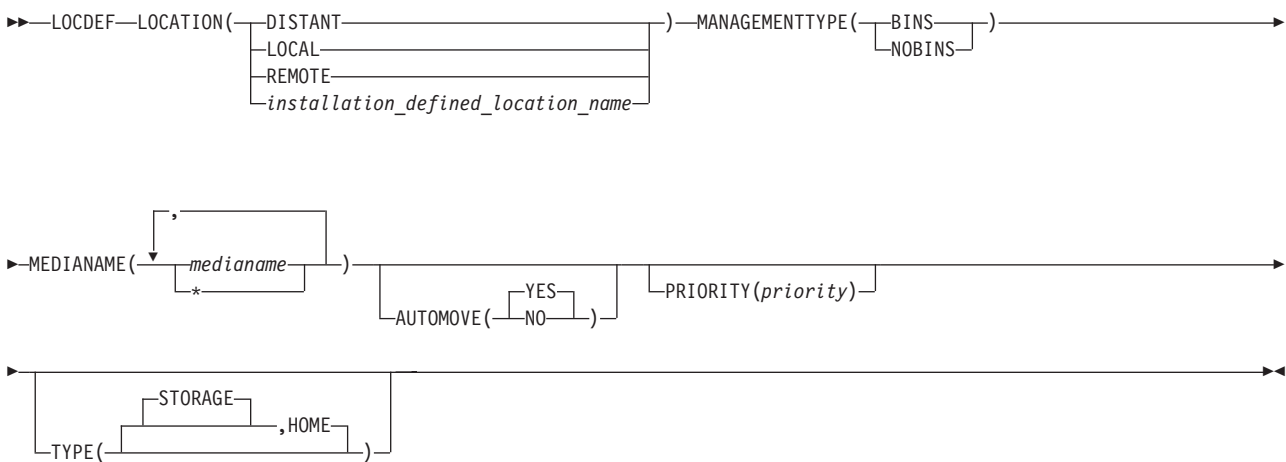 LOCDEF LOCATION( DISTANT ) MANAGEMENTTYPE( BINS )
LOCAL NOBINS
REMOTE
installation_defined_location_name
,
MEDIANAME( medianame )
*
AUTOMOVE( YES )
NO
PRIORITY(priority)
STORAGE
,HOME
TYPE( )